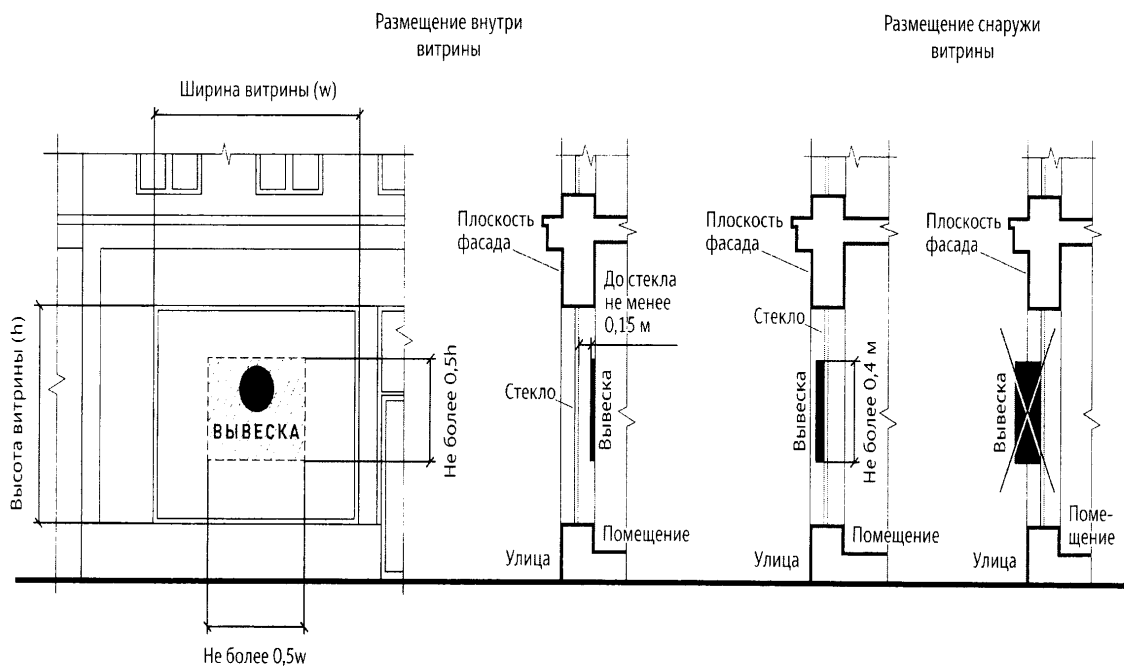 Размещение внутри
витрины
Размещение снаружи
витрины
Ширина витрины (w)
Высота витрины (h)
ВЫВЕСКА
Не более 0,5h
Не более 0,5w
Плоскость
фасада
До стекла
не менее
0,15 м
Стекло
Вывеска
Помещение
Улица
Плоскость
фасада
Стекло
Вывеска
Не более 0,4 м
Помещение
Улица
Плоскость
фасада
Вывеска
Поме-
щение
Улица